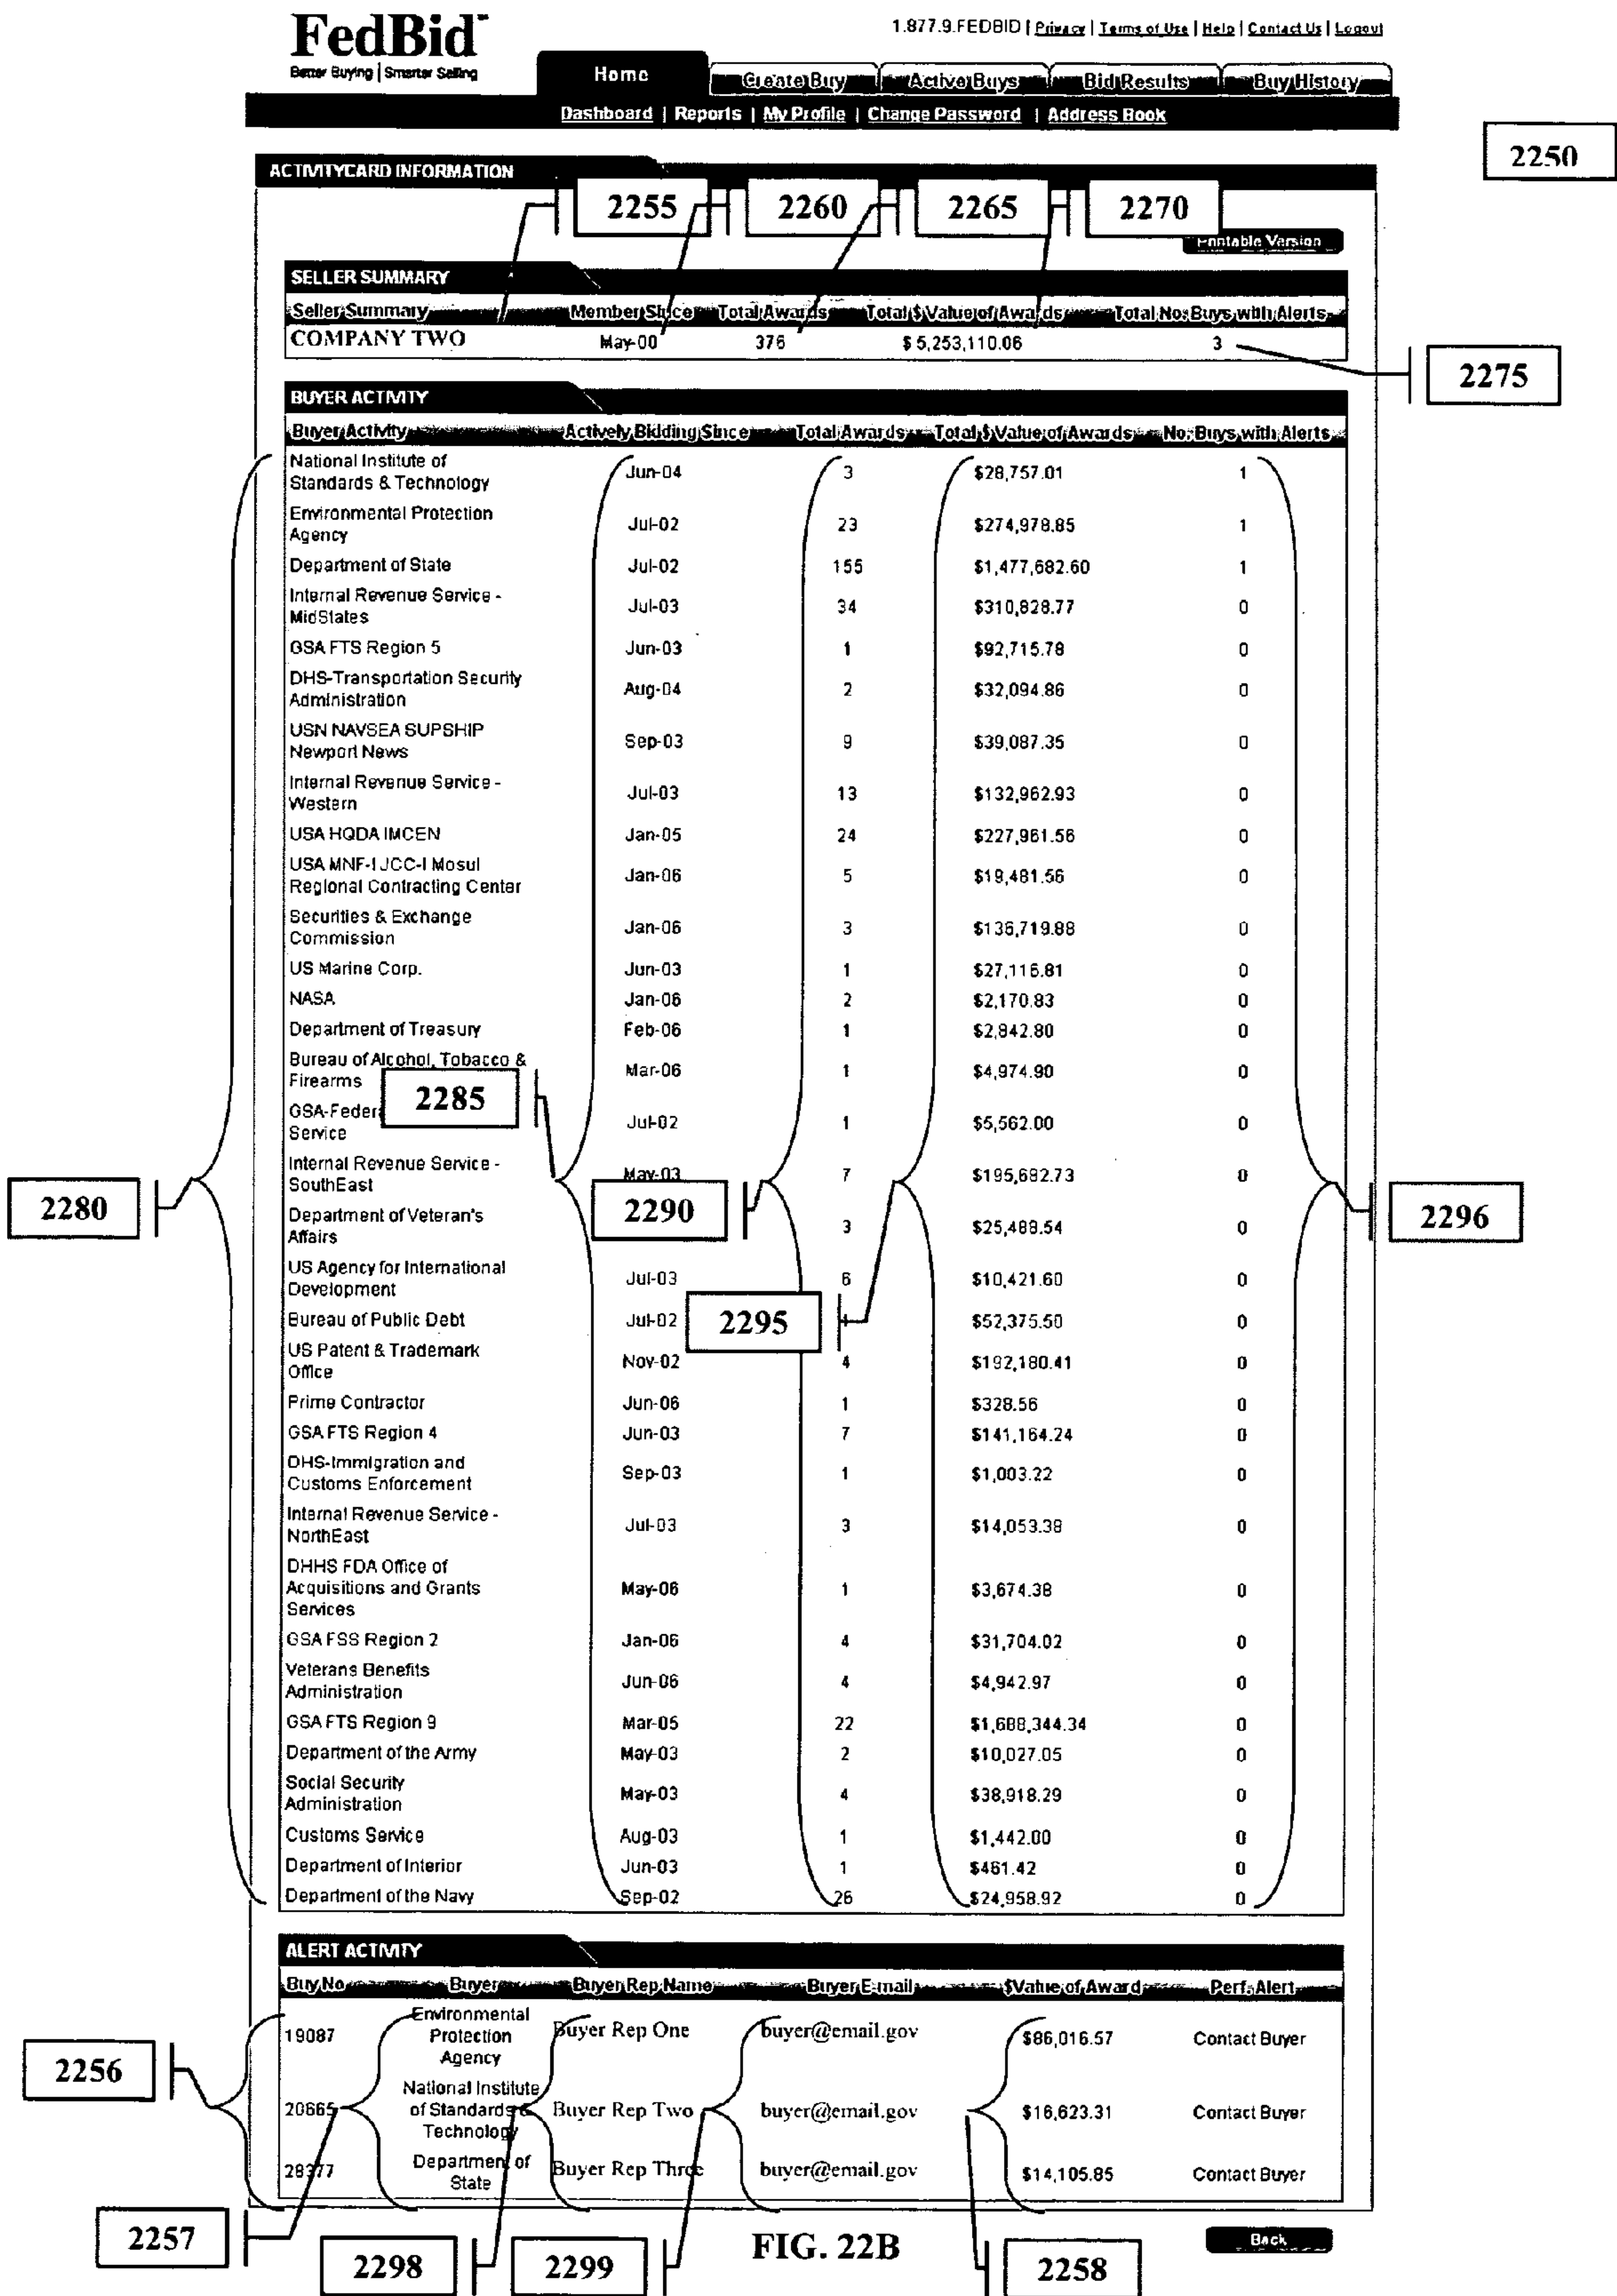 FedBid™
Better Buying | Smarter Selling
1.877.9.FEDBID | Privacy | Terms of Use | Help | Contact Us | Logout
Home Create Buy Active Buys Bid Results Buy History
Dashboard | Reports | My Profile | Change Password | Address Book
2250
ACTIVITYCARD INFORMATION
2255 2260 2265 2270
Printable Version
SELLER SUMMARY
Seller Summary Member Since Total Awards Total $ Value of Awards Total No. Buys with Alerts
COMPANY TWO May-00 376 $ 5,253,110.06 3
2275
BUYER ACTIVITY
Buyer Activity Actively Bidding Since Total Awards Total $ Value of Awards No. Buys with Alerts
National Institute of
Standards & Technology Jun-04 3 $28,757.01 1
Environmental Protection
Agency Jul-02 23 $274,978.85 1
Department of State Jul-02 155 $1,477,682.60 1
Internal Revenue Service -
MidStates Jul-03 34 $310,828.77 0
GSA FTS Region 5 Jun-03 1 $92,715.78 0
DHS-Transportation Security
Administration Aug-04 2 $32,094.86 0
USN NAVSEA SUPSHIP
Newport News Sep-03 9 $39,087.35 0
Internal Revenue Service -
Western Jul-03 13 $132,962.93 0
USA HQDA IMCEN Jan-05 24 $227,961.56 0
USA MNF-I JCC-I Mosul
Regional Contracting Center Jan-06 5 $19,481.56 0
Securities & Exchange
Commission Jan-06 3 $136,719.88 0
US Marine Corp. Jun-03 1 $27,116.81 0
NASA Jan-06 2 $2,170.83 0
Department of Treasury Feb-06 1 $2,842.80 0
Bureau of Alcohol, Tobacco &
Firearms Mar-06 1 $4,974.90 0
2285
GSA-Feder
Service Jul-02 1 $5,562.00 0
Internal Revenue Service -
SouthEast May-03 7 $195,682.73 0
2280 2290 2296
Department of Veteran's
Affairs 3 $25,488.54 0
US Agency for International
Development Jul-03 6 $10,421.60 0
Bureau of Public Debt Jul-02 2295 $52,375.50 0
US Patent & Trademark
Office Nov-02 4 $192,180.41 0
Prime Contractor Jun-06 1 $328.56 0
GSA FTS Region 4 Jun-03 7 $141,164.24 0
DHS-Immigration and
Customs Enforcement Sep-03 1 $1,003.22 0
Internal Revenue Service -
NorthEast Jul-03 3 $14,053.38 0
DHHS FDA Office of
Acquisitions and Grants
Services May-06 1 $3,674.38 0
GSA FSS Region 2 Jan-06 4 $31,704.02 0
Veterans Benefits
Administration Jun-06 4 $4,942.97 0
GSA FTS Region 9 Mar-05 22 $1,688,344.34 0
Department of the Army May-03 2 $10,027.05 0
Social Security
Administration May-03 4 $38,918.29 0
Customs Service Aug-03 1 $1,442.00 0
Department of Interior Jun-03 1 $461.42 0
Department of the Navy Sep-02 26 $24,958.92 0
ALERT ACTIVITY
Buy No Buyer Buyer Rep Name Buyer E-mail $Value of Award Perf. Alert
19087 Environmental
Protection
Agency Buyer Rep One buyer@email.gov $86,016.57 Contact Buyer
2256
20665 National Institute
of Standards &
Technology Buyer Rep Two buyer@email.gov $16,623.31 Contact Buyer
28377 Department of
State Buyer Rep Three buyer@email.gov $14,105.85 Contact Buyer
2257 2298 2299 2258
FIG. 22B
Back